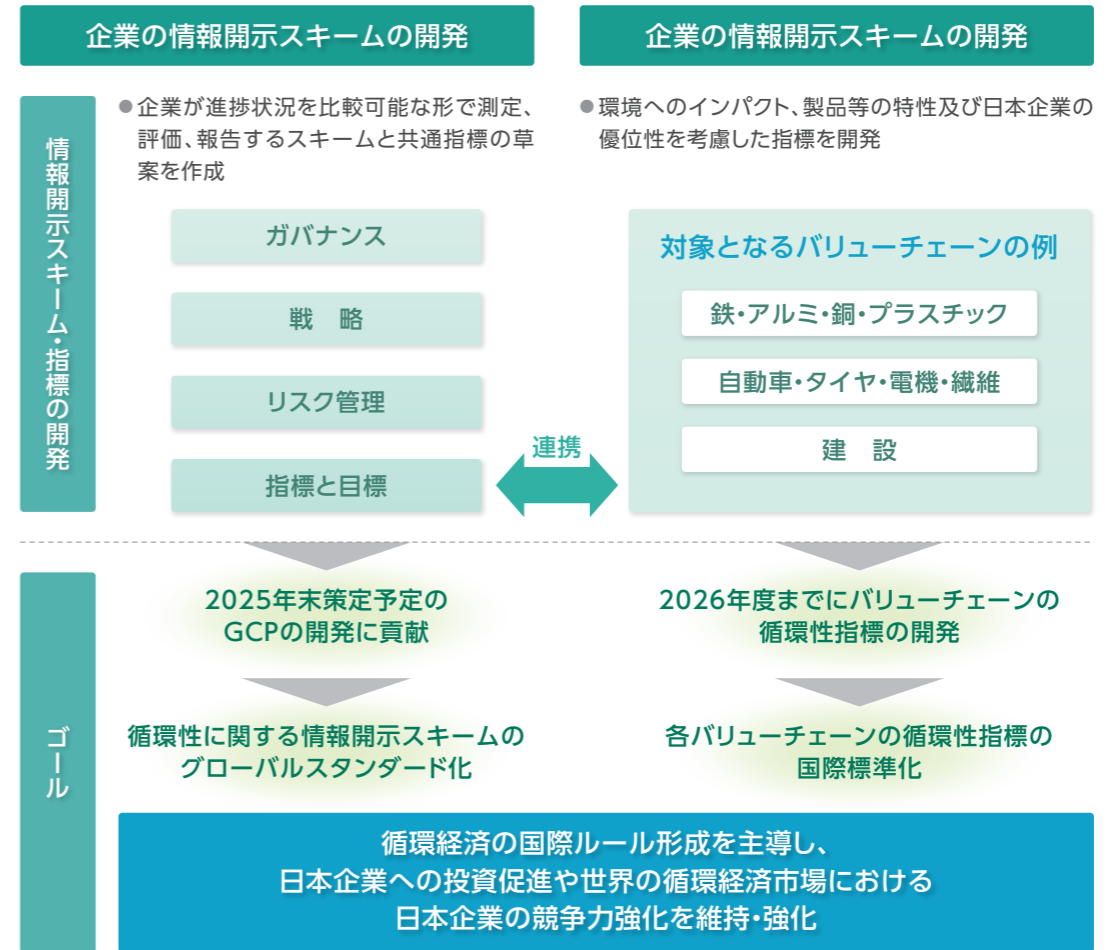 企業の情報開示スキームの開発
企業の情報開示スキームの開発
情報開示スキーム・指標の開発
●企業が進捗状況を比較可能な形で測定、
評価、報告するスキームと共通指標の草
案を作成
ガバナンス
戦 略
リスク管理
指標と目標
連携
●環境へのインパクト、製品等の特性及び日本企業の
優位性を考慮した指標を開発
対象となるバリューチェーンの例
鉄・アルミ・銅・プラスチック
自動車・タイヤ・電機・繊維
建 設
ゴール
2025年末策定予定の
GCPの開発に貢献
循環性に関する情報開示スキームの
グローバルスタンダード化
2026年度までにバリューチェーンの
循環性指標の開発
各バリューチェーンの循環性指標の
国際標準化
循環経済の国際ルール形成を主導し、
日本企業への投資促進や世界の循環経済市場における
日本企業の競争力強化を維持・強化